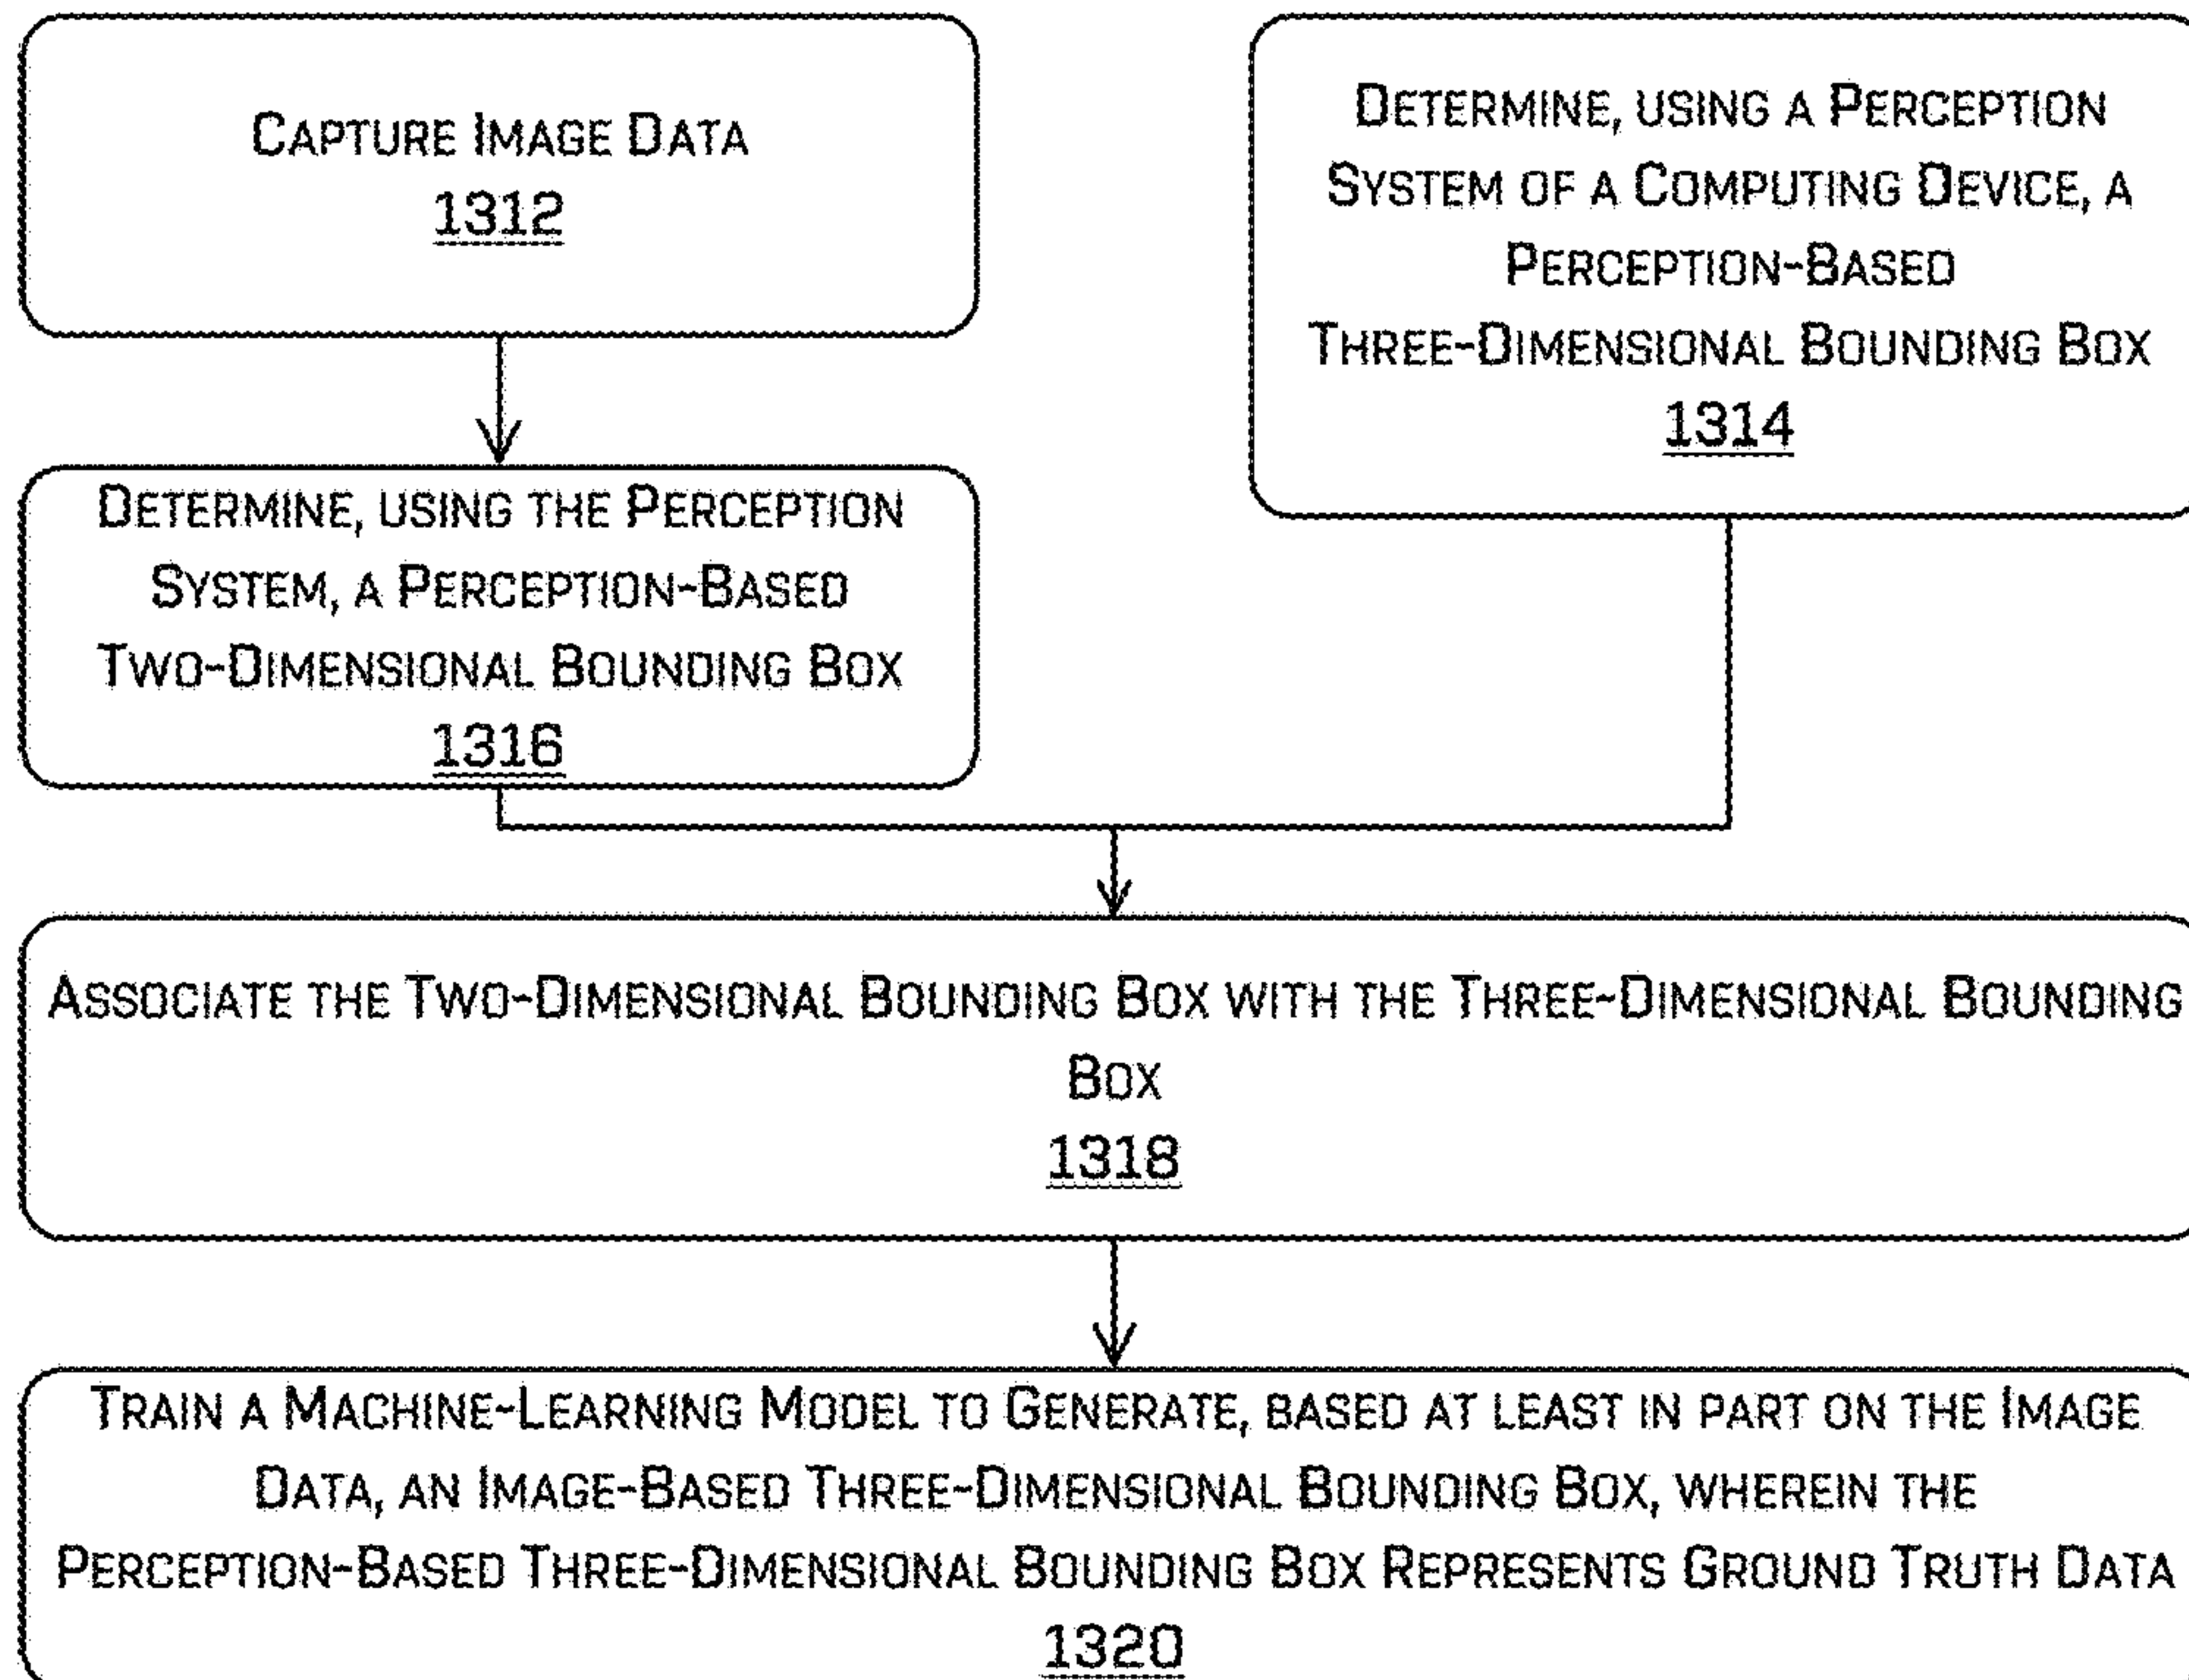 Capture Image Data
1312
Determine, using a Perception
System of a Computing Device, a
Perception-Based
Three-Dimensional Bounding Box
1314
Determine, using the Perception
System, a Perception-Based
Two-Dimensional Bounding Box
1316
Associate the Two-Dimensional Bounding Box with the Three-Dimensional Bounding
Box
1318
Train a Machine-Learning Model to Generate, based at least in part on the Image
Data, an Image-Based Three-Dimensional Bounding Box, wherein the
Perception-Based Three-Dimensional Bounding Box Represents Ground Truth Data
1320